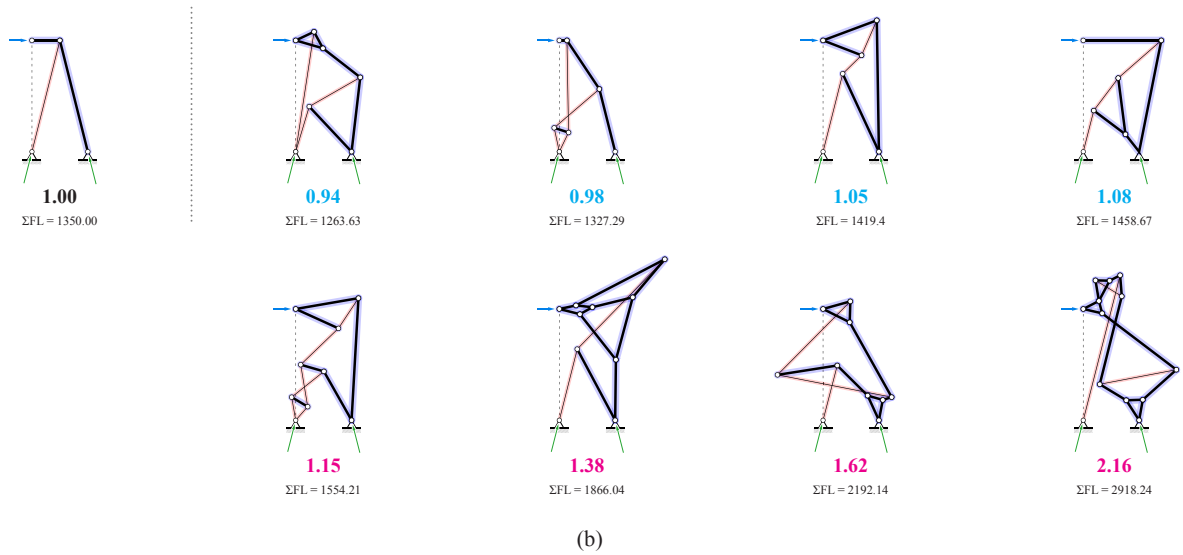 1.00
ΣFL = 1350.00
0.94
ΣFL = 1263.63
0.98
ΣFL = 1327.29
1.05
ΣFL = 1419.4
1.08
ΣFL = 1458.67
1.15
ΣFL = 1554.21
1.38
ΣFL = 1866.04
1.62
ΣFL = 2192.14
2.16
ΣFL = 2918.24
(b)